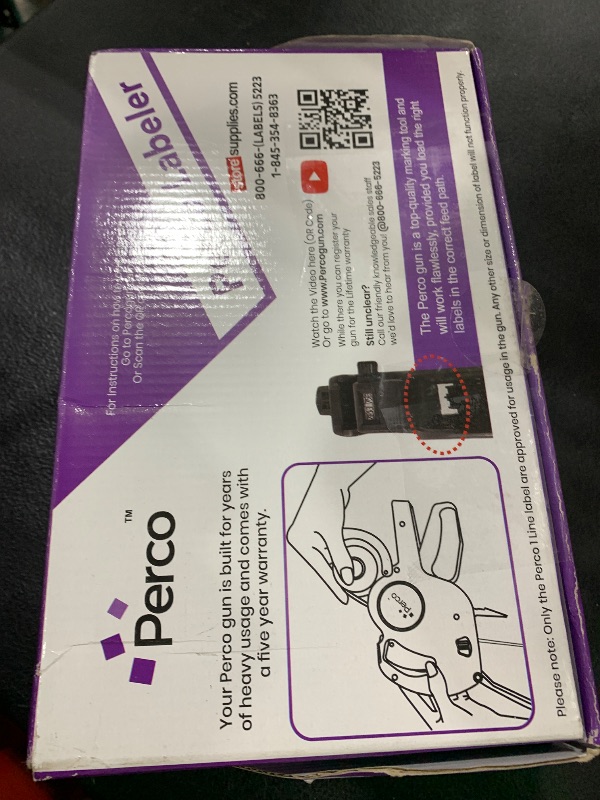 Perco™
Your Perco gun is built for years
of heavy usage and comes with
a five year warranty.
Perco
For Instructions on how
Go to Perco
Or Scan the QR
Labeler
store supplies.com
800-666-(LABELS) 5223
1-845-354-8363
Watch the Video here (QR Code)
Or go to www.Percogun.com
While there you can register your
gun for the Lifetime warranty
Still unclear?
Call our friendly knowledgeable sales staff
we'd love to hear from you! @800-666-5223
The Perco gun is a top-quality marking tool and
will work flawlessly, provided you load the right
labels in the correct feed path.
Please note: Only the Perco 1 Line label are approved for usage in the gun. Any other size or dimension of label will not function properly.